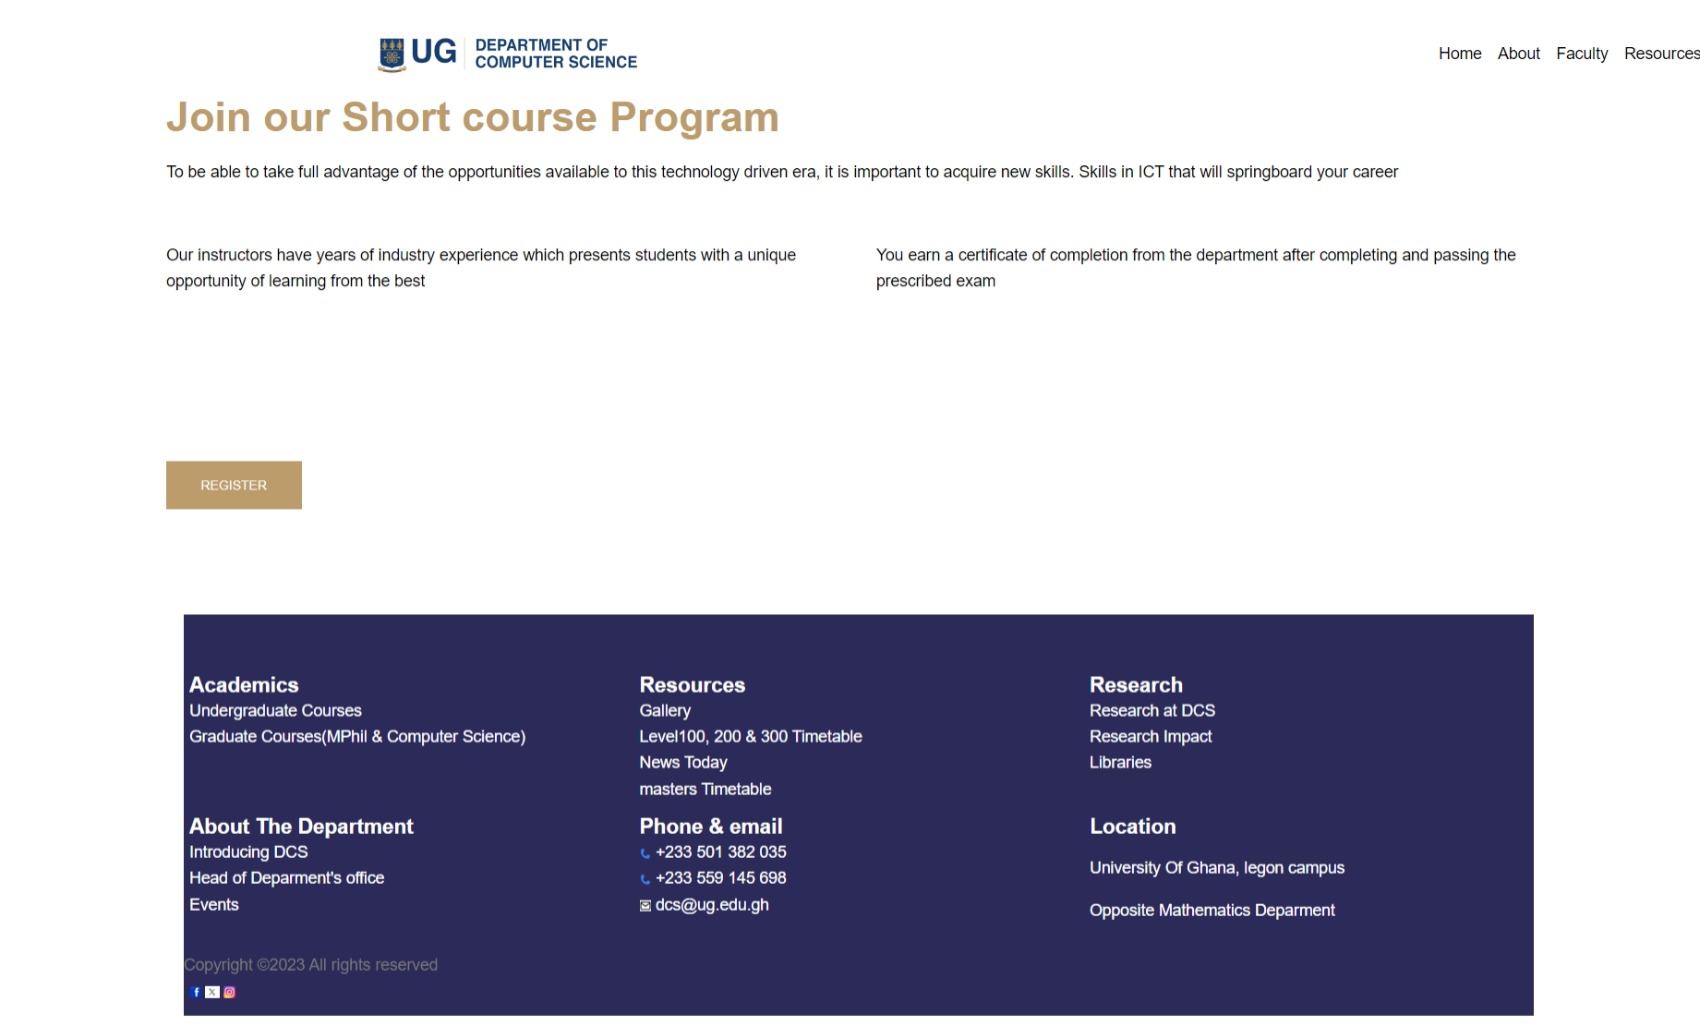 UG
DEPARTMENT OF
COMPUTER SCIENCE
Home About Faculty Resources
Join our Short course Program
To be able to take full advantage of the opportunities available to this technology driven era, it is important to acquire new skills. Skills in ICT that will springboard your career
Our instructors have years of industry experience which presents students with a unique
opportunity of learning from the best
You earn a certificate of completion from the department after completing and passing the
prescribed exam
REGISTER
Academics
Undergraduate Courses
Graduate Courses(MPhil & Computer Science)
Resources
Gallery
Level100, 200 & 300 Timetable
News Today
masters Timetable
Research
Research at DCS
Research Impact
Libraries
About The Department
Introducing DCS
Head of Deparment's office
Events
Phone & email
+233 501 382 035
+233 559 145 698
dcs@ug.edu.gh
Location
University Of Ghana, legon campus
Opposite Mathematics Deparment
Copyright ©2023 All rights reserved